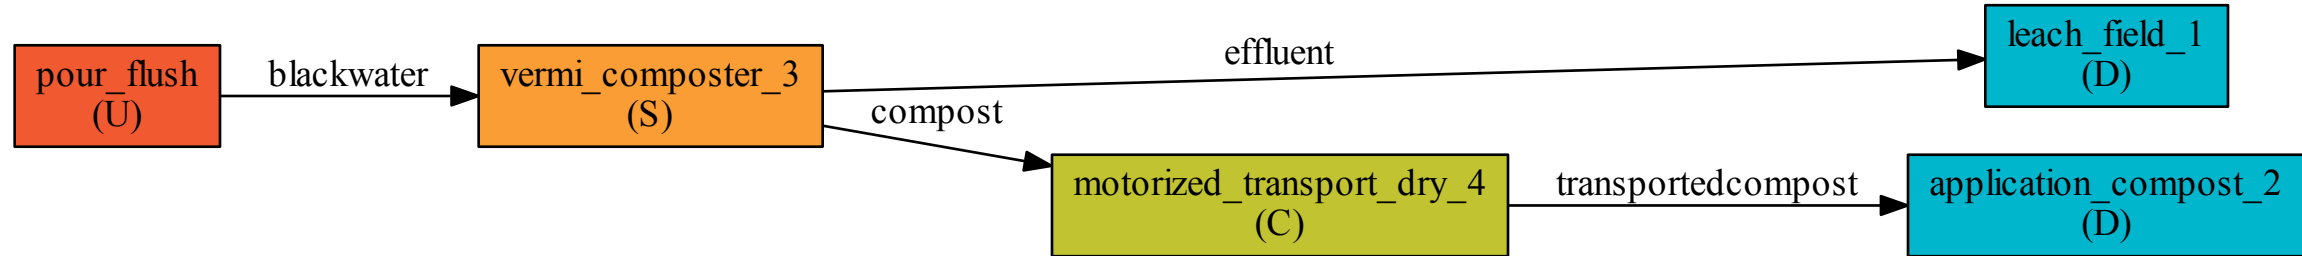 pour_flush
(U)
blackwater
vermi_composter_3
(S)
effluent
compost
leach_field_1
(D)
motorized_transport_dry_4
(C)
transportedcompost
application_compost_2
(D)